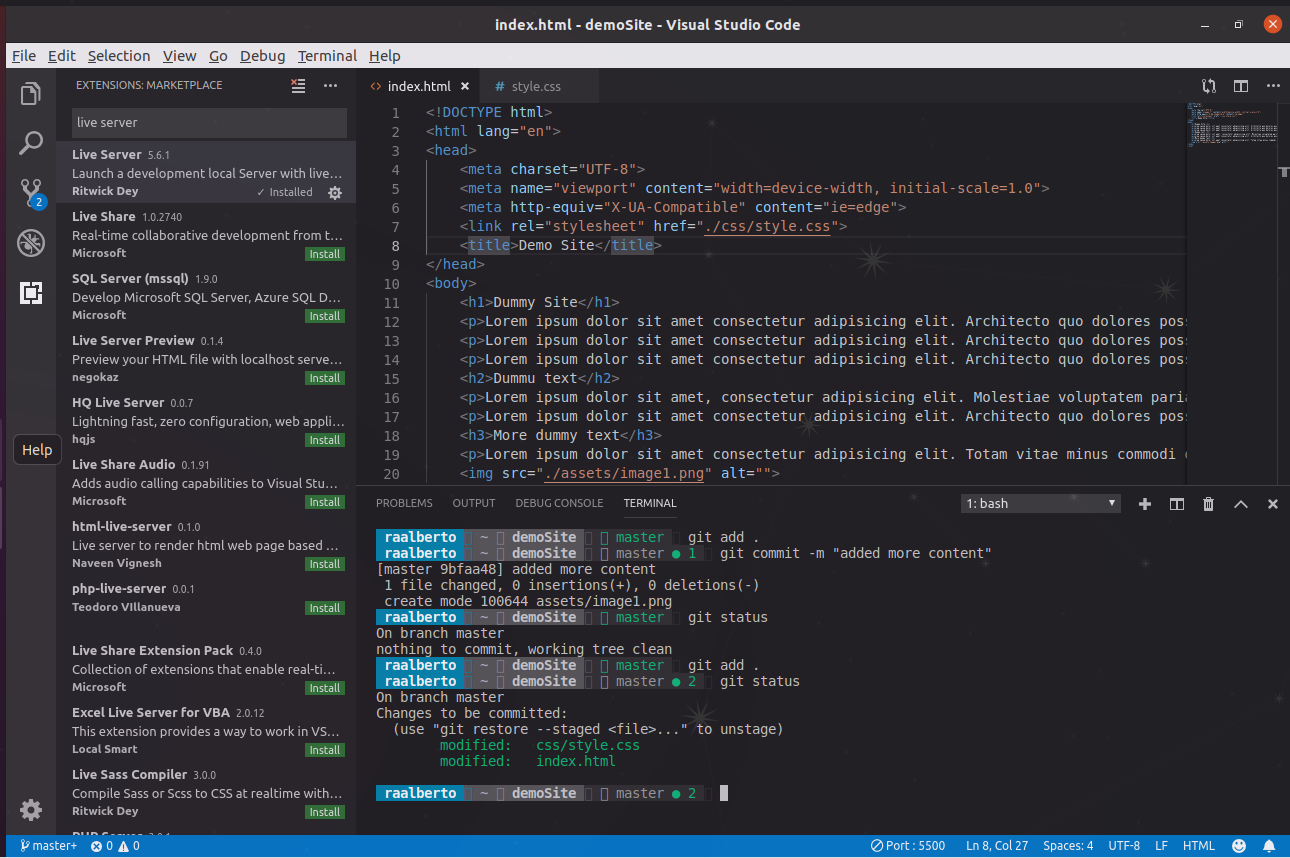 index.html - demoSite - Visual Studio Code
File Edit Selection View Go Debug Terminal Help
EXTENSIONS: MARKETPLACE
live server
Live Server 5.6.1
Launch a development local Server with live...
Ritwick Dey ✓ Installed
Live Share 1.0.2740
Real-time collaborative development from t...
Microsoft Install
SQL Server (mssql) 1.9.0
Develop Microsoft SQL Server, Azure SQL D...
Microsoft Install
Live Server Preview 0.1.4
Preview your HTML file with localhost serve...
negokaz Install
HQ Live Server 0.0.7
Lightning fast, zero configuration, web appli...
hqjs Install
Live Share Audio 0.1.91
Adds audio calling capabilities to Visual Stu...
Microsoft Install
html-live-server 0.1.0
Live server to render html web page based ...
Naveen Vignesh Install
php-live-server 0.0.1
Teodoro VIllanueva Install
Live Share Extension Pack 0.4.0
Collection of extensions that enable real-ti...
Microsoft Install
Excel Live Server for VBA 2.0.12
This extension provides a way to work in VS...
Local Smart Install
Live Sass Compiler 3.0.0
Compile Sass or Scss to CSS at realtime with...
Ritwick Dey Install
2
Help
<> index.html × # style.css
1 <!DOCTYPE html>
2 <html lang="en">
3 <head>
4 <meta charset="UTF-8">
5 <meta name="viewport" content="width=device-width, initial-scale=1.0">
6 <meta http-equiv="X-UA-Compatible" content="ie=edge">
7 <link rel="stylesheet" href="./css/style.css">
8 <title>Demo Site</title>
9 </head>
10 <body>
11 <h1>Dummy Site</h1>
12 <p>Lorem ipsum dolor sit amet consectetur adipisicing elit. Architecto quo dolores pos
13 <p>Lorem ipsum dolor sit amet consectetur adipisicing elit. Architecto quo dolores pos
14 <p>Lorem ipsum dolor sit amet consectetur adipisicing elit. Architecto quo dolores pos
15 <h2>Dummu text</h2>
16 <p>Lorem ipsum dolor sit amet, consectetur adipisicing elit. Molestiae voluptatem paria
17 <p>Lorem ipsum dolor sit amet consectetur adipisicing elit. Architecto quo dolores pos
18 <h3>More dummy text</h3>
19 <p>Lorem ipsum dolor sit amet consectetur adipisicing elit. Totam vitae minus commodi
20 <img src="./assets/image1.png" alt="">
PROBLEMS OUTPUT DEBUG CONSOLE TERMINAL 1: bash
raalberto ~ demoSite master git add .
raalberto ~ demoSite master ● 1 git commit -m "added more content"
[master 9bfaa48] added more content
1 file changed, 0 insertions(+), 0 deletions(-)
create mode 100644 assets/image1.png
raalberto ~ demoSite master git status
On branch master
nothing to commit, working tree clean
raalberto ~ demoSite master git add .
raalberto ~ demoSite master ● 2 git status
On branch master
Changes to be committed:
(use "git restore --staged <file>..." to unstage)
modified: css/style.css
modified: index.html
raalberto ~ demoSite master ● 2
master+ 0 0 Port : 5500 Ln 8, Col 27 Spaces: 4 UTF-8 LF HTML